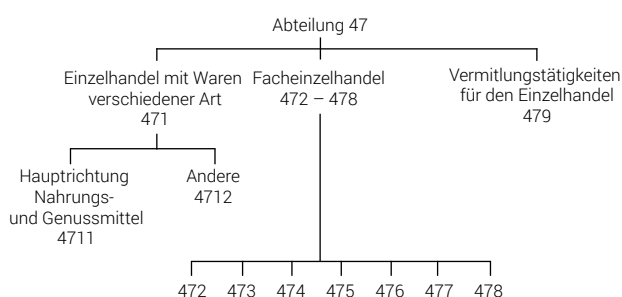 Abteilung 47
Einzelhandel mit Waren
verschiedener Art
471
Facheinzelhandel
472 – 478
Vermitlungstätigkeiten
für den Einzelhandel
479
Hauptrichtung
Nahrungs-
und Genussmittel
4711
Andere
4712
472 473 474 475 476 477 478